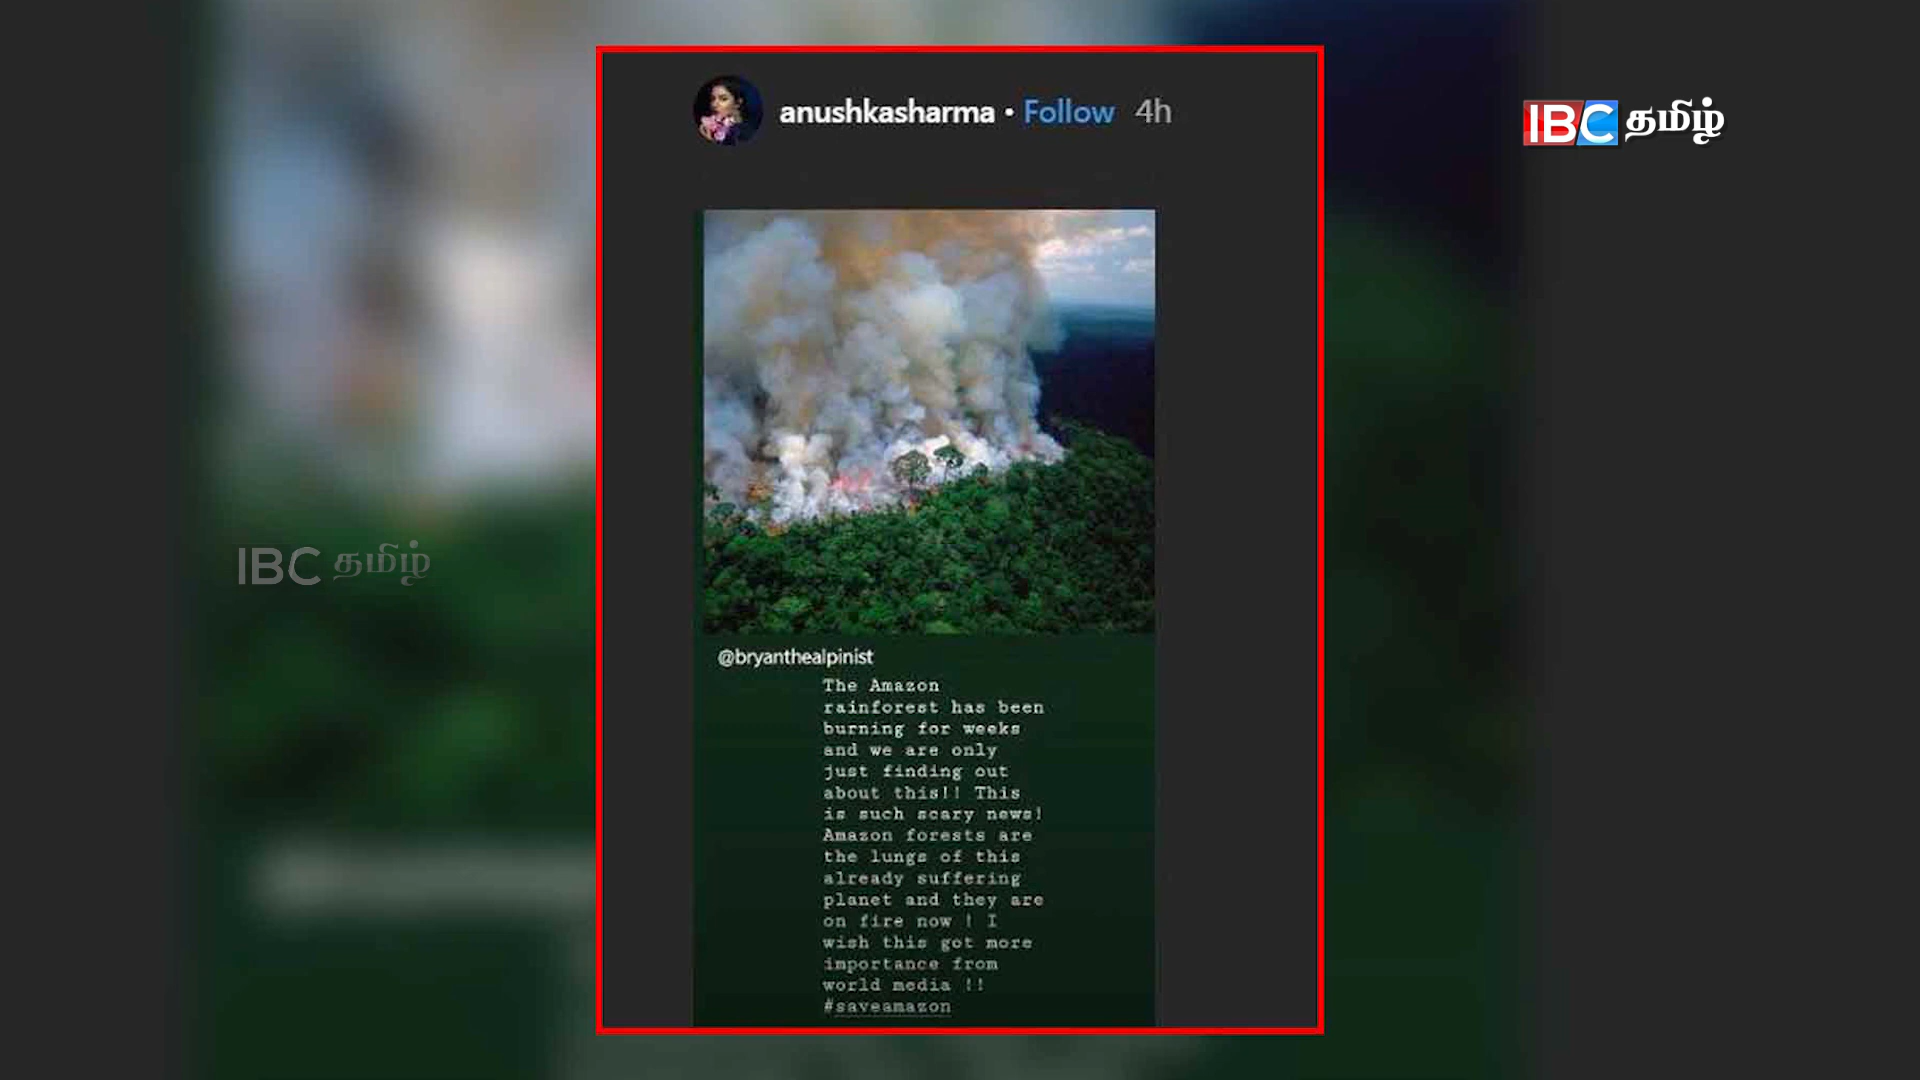 anushkasharma • Follow 4h
IBC தமிழ்
IBC தமிழ்
@bryanthealpinist
The Amazon
rainforest has been
burning for weeks
and we are only
just finding out
about this!! This
is such scary news!
Amazon forests are
the lungs of this
already suffering
planet and they are
on fire now ! I
wish this got more
importance from
world media !!
#saveamazon